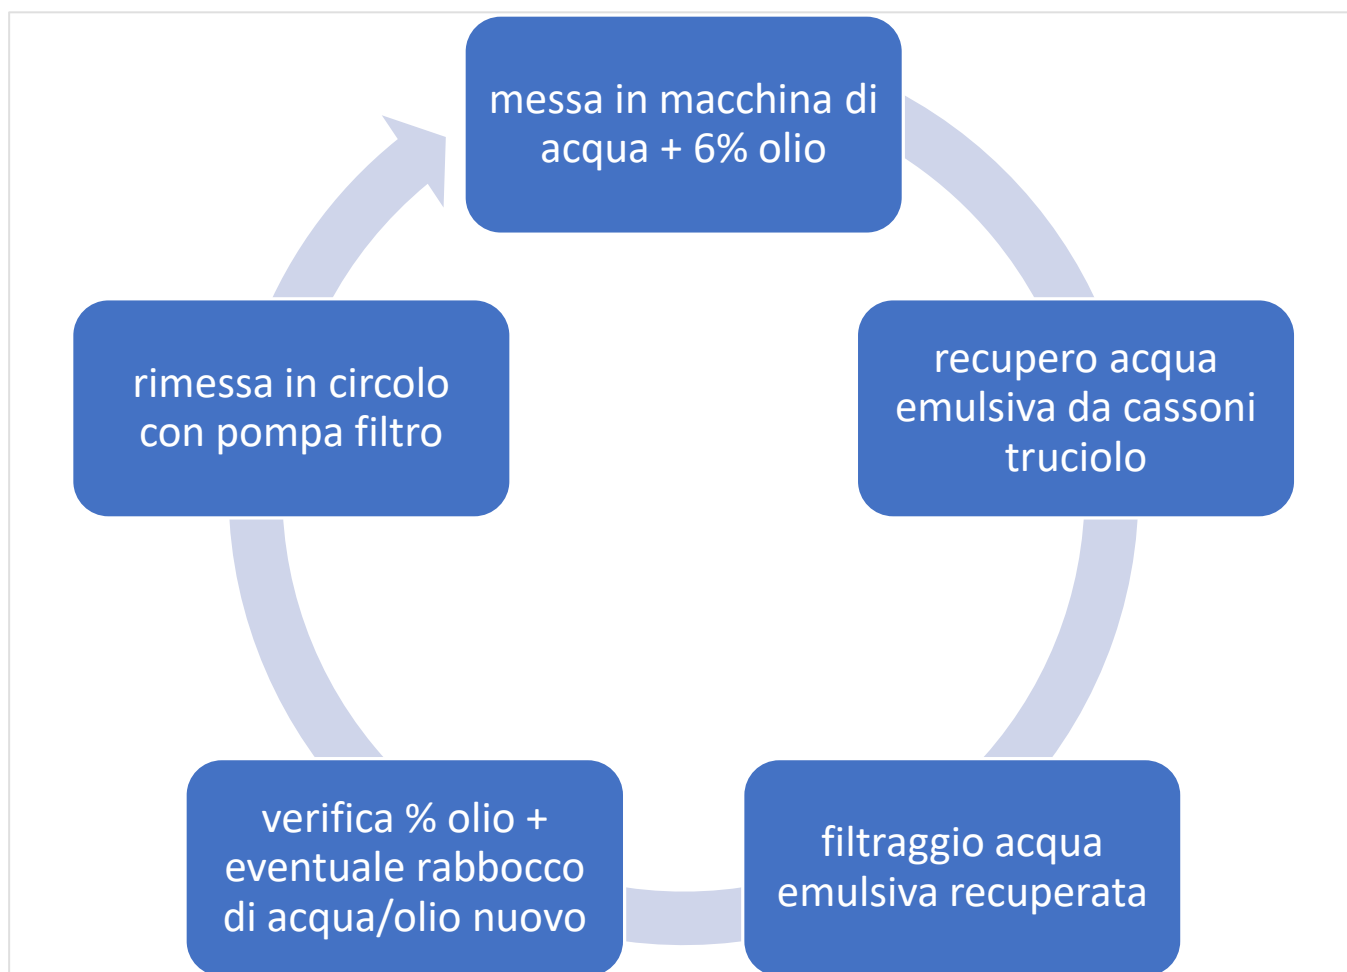 messa in macchina di
acqua + 6% olio
recupero acqua
emulsiva da cassoni
truciolo
filtraggio acqua
emulsiva recuperata
verifica % olio +
eventuale rabbocco
di acqua/olio nuovo
rimessa in circolo
con pompa filtro